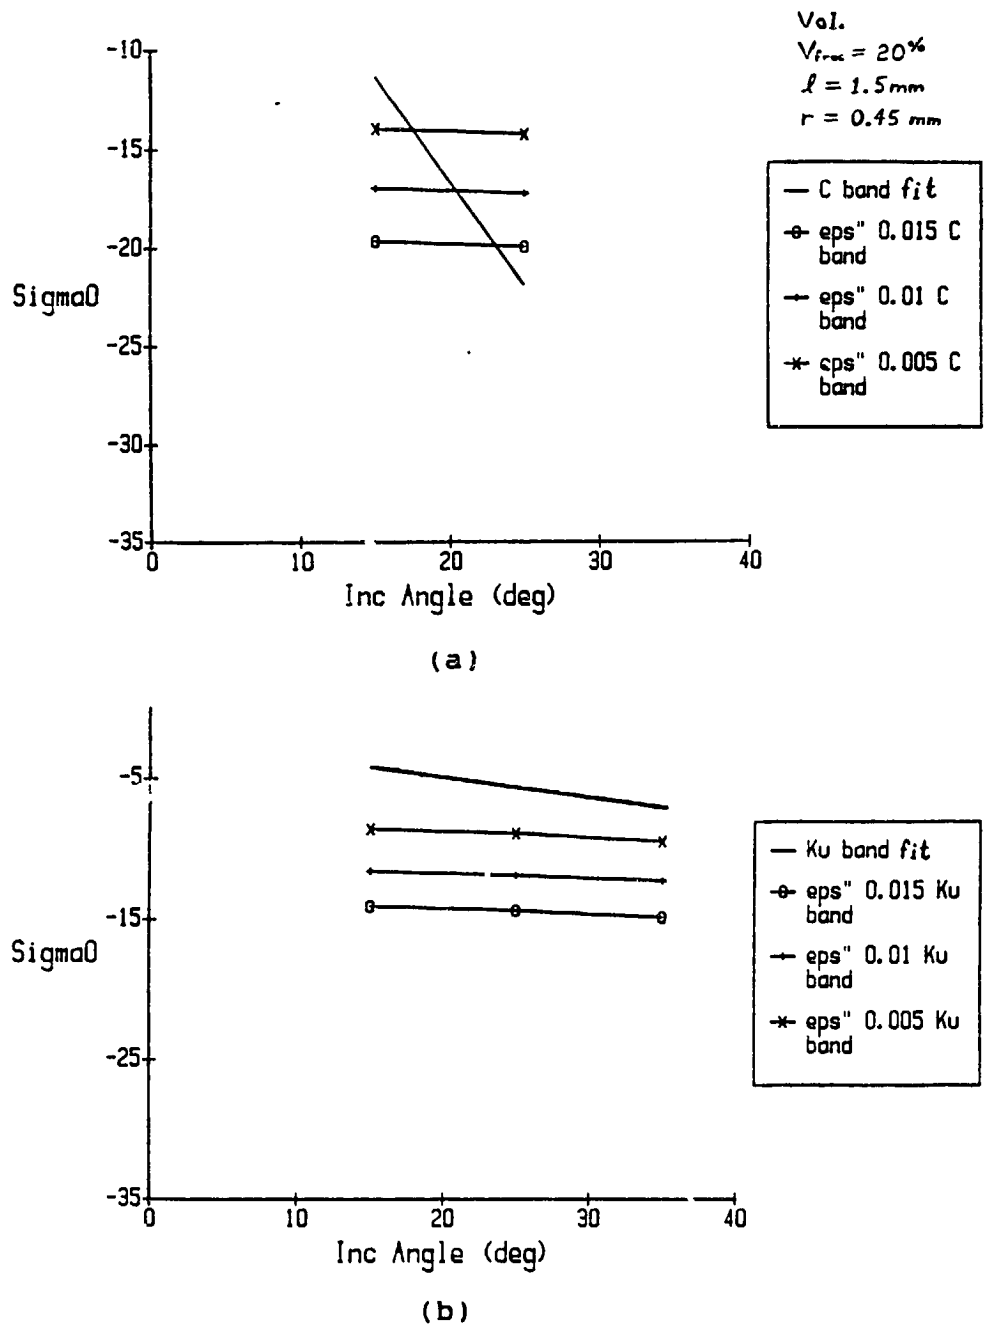 Vol.
Vfrac = 20%
l = 1.5mm
r = 0.45 mm
-10
-15
-20
Sigma0
-25
-30
-35
0 10 20 30 40
Inc Angle (deg)
C band fit
eps" 0.015 C
band
eps" 0.01 C
band
eps" 0.005 C
band
(a)
-5
-15
Sigma0
-25
-35
0 10 20 30 40
Inc Angle (deg)
Ku band fit
eps" 0.015 Ku
band
eps" 0.01 Ku
band
eps" 0.005 Ku
band
(b)